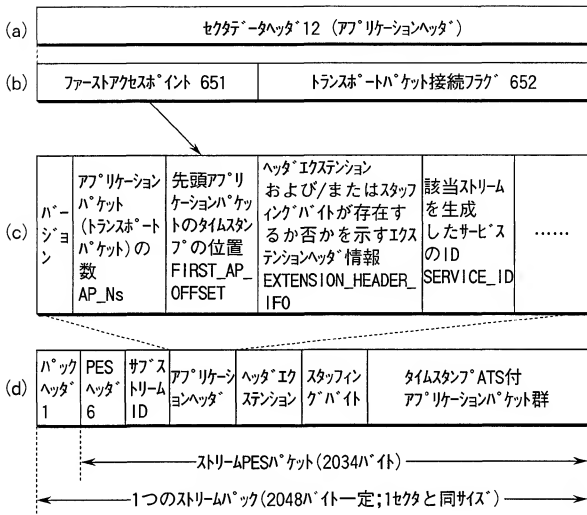 (a)
セクタデータヘッダ12（アプリケーションヘッダ）
(b)
ファーストアクセスポイント 651
トランスポートパケット接続フラグ 652
(c)
バー
ジョ
ン
アプリケーション
パケット
(トランスポート
パケット)の
数
AP_Ns
先頭アプリ
ケーションパケット
のタイムスタン
プの位置
FIRST_AP_
OFFSET
ヘッダエクステンション
および/またはスタッフ
ィングバイトが存在す
るか否かを示すエクス
テンションヘッダ情報
EXTENSION_HEADER_
IFO
該当ストリーム
を生成
したサービス
のID
SERVICE_ID
……
(d)
パック
ヘッダ
1
PES
ヘッダ
6
サブス
トリーム
ID
アプリケーシ
ョンヘッダ
ヘッダエク
ステンション
スタッフィン
グバイト
タイムスタンプATS付
アプリケーションパケット群
ストリームPESパケット(2034バイト)
1つのストリームパック(2048バイト一定;1セクタと同サイズ)